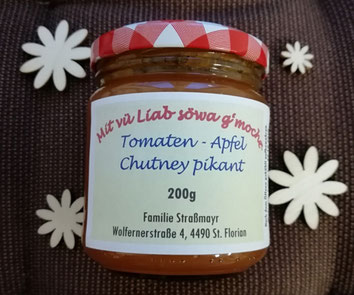 Mit vü Liab söwa g'mocht
Tomaten - Apfel
Chutney pikant
200g
Familie Straßmayr
Wolfernerstraße 4, 4490 St. Florian